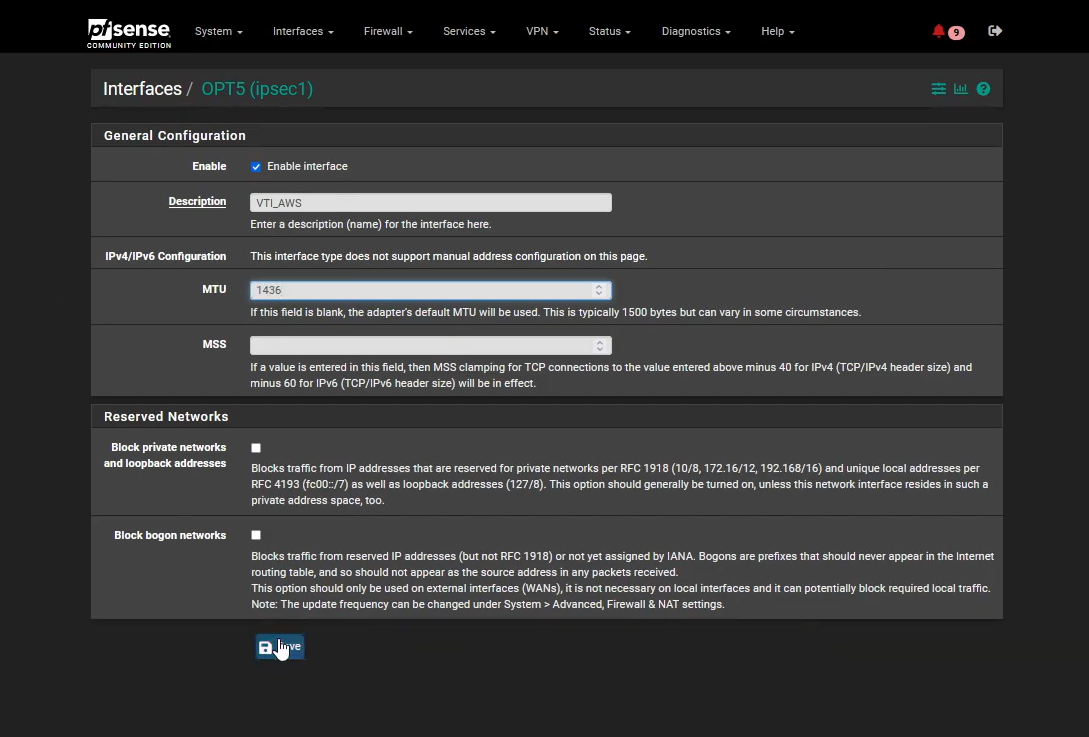 pfsense
COMMUNITY EDITION
System
Interfaces
Firewall
Services
VPN
Status
Diagnostics
Help
9
Interfaces / OPT5 (ipsec1)
General Configuration
Enable
Enable interface
Description
VTI_AWS
Enter a description (name) for the interface here.
IPv4/IPv6 Configuration
This interface type does not support manual address configuration on this page.
MTU
1436
If this field is blank, the adapter's default MTU will be used. This is typically 1500 bytes but can vary in some circumstances.
MSS
If a value is entered in this field, then MSS clamping for TCP connections to the value entered above minus 40 for IPv4 (TCP/IPv4 header size) and
minus 60 for IPv6 (TCP/IPv6 header size) will be in effect.
Reserved Networks
Block private networks
and loopback addresses
Blocks traffic from IP addresses that are reserved for private networks per RFC 1918 (10/8, 172.16/12, 192.168/16) and unique local addresses per
RFC 4193 (fc00::/7) as well as loopback addresses (127/8). This option should generally be turned on, unless this network interface resides in such a
private address space, too.
Block bogon networks
Blocks traffic from reserved IP addresses (but not RFC 1918) or not yet assigned by IANA. Bogons are prefixes that should never appear in the Internet
routing table, and so should not appear as the source address in any packets received.
This option should only be used on external interfaces (WANs), it is not necessary on local interfaces and it can potentially block required local traffic.
Note: The update frequency can be changed under System > Advanced, Firewall & NAT settings.